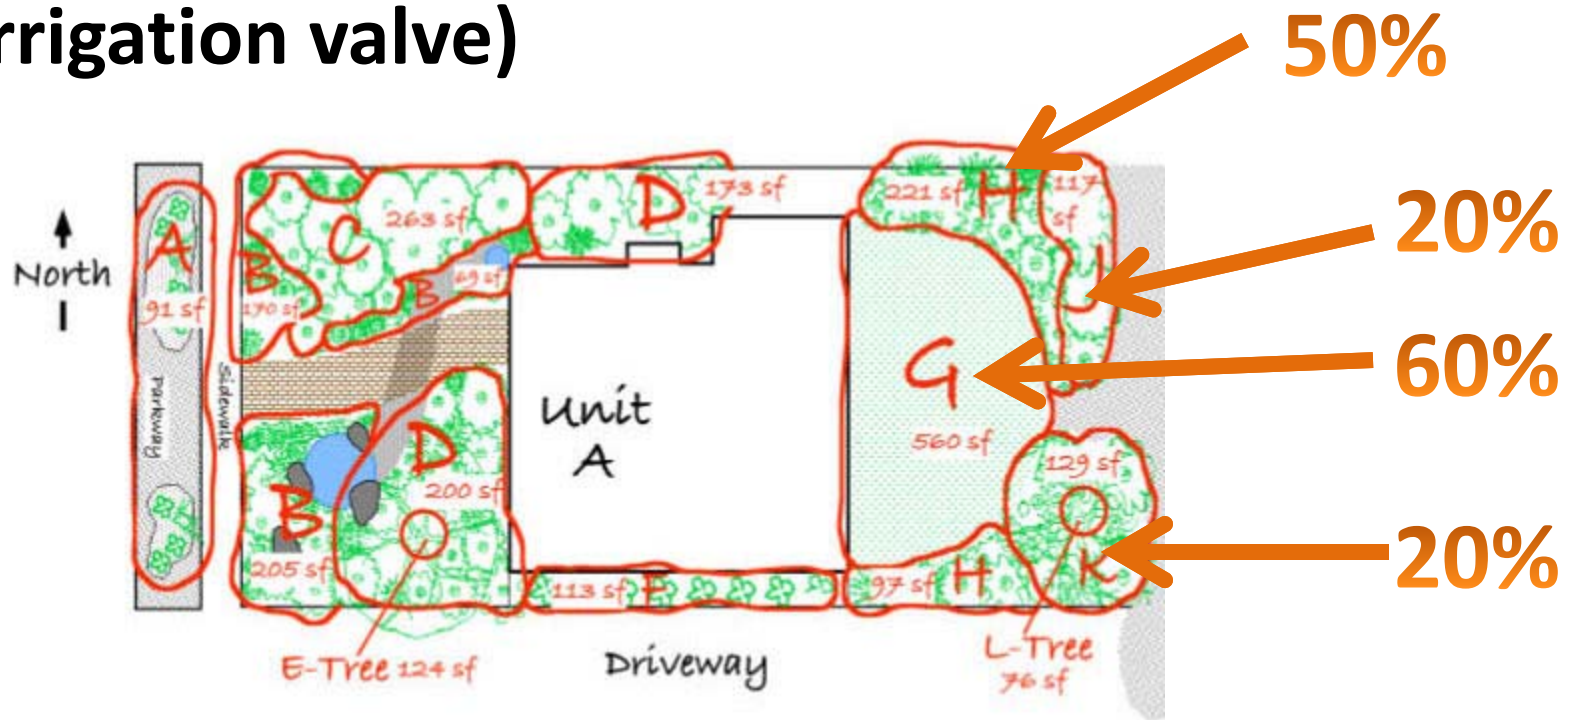 rrigation valve)
50%
20%
60%
20%
North
A
91 sf
Parkway
Sidewalk
B
170 sf
C
263 sf
B
69 sf
D
173 sf
221 sf
H
117
sf
J
G
560 sf
Unit
A
D
200 sf
B
205 sf
113 sf
F
97 sf
H
129 sf
K
E-Tree 124 sf
Driveway
L-Tree
76 sf